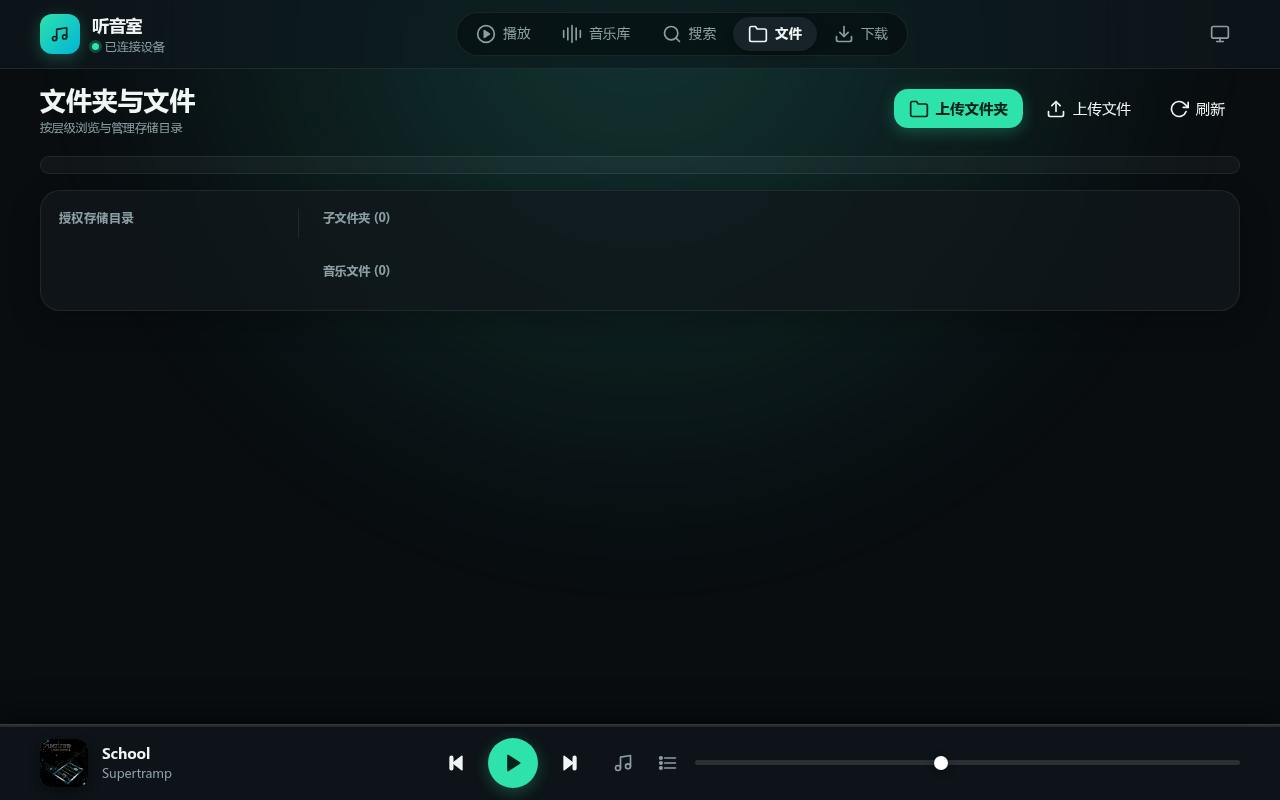 听音室
已连接设备
播放
音乐库
搜索
文件
下载
文件夹与文件
按层级浏览与管理存储目录
上传文件夹
上传文件
刷新
授权存储目录
子文件夹 (0)
音乐文件 (0)
School
Supertramp